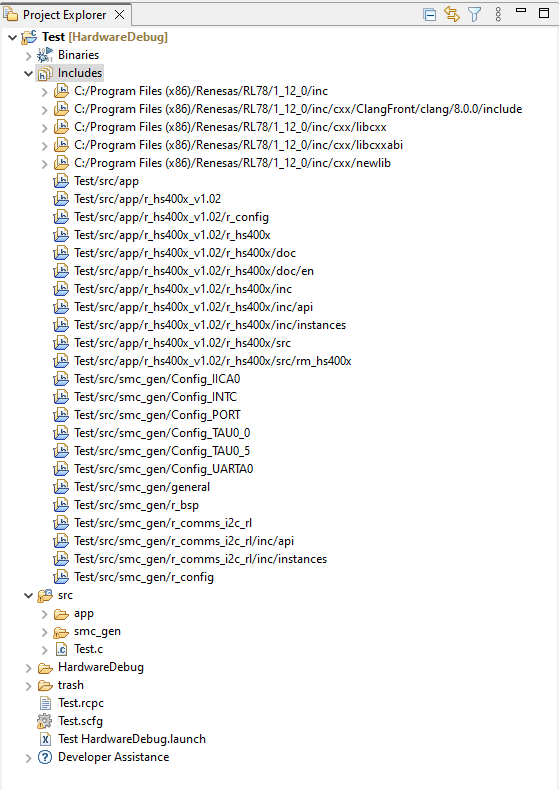 Project Explorer
Test [HardwareDebug]
Binaries
Includes
C:/Program Files (x86)/Renesas/RL78/1_12_0/inc
C:/Program Files (x86)/Renesas/RL78/1_12_0/inc/cxx/ClangFront/clang/8.0.0/include
C:/Program Files (x86)/Renesas/RL78/1_12_0/inc/cxx/libcxx
C:/Program Files (x86)/Renesas/RL78/1_12_0/inc/cxx/libcxxabi
C:/Program Files (x86)/Renesas/RL78/1_12_0/inc/cxx/newlib
Test/src/app
Test/src/app/r_hs400x_v1.02
Test/src/app/r_hs400x_v1.02/r_config
Test/src/app/r_hs400x_v1.02/r_hs400x
Test/src/app/r_hs400x_v1.02/r_hs400x/doc
Test/src/app/r_hs400x_v1.02/r_hs400x/doc/en
Test/src/app/r_hs400x_v1.02/r_hs400x/inc
Test/src/app/r_hs400x_v1.02/r_hs400x/inc/api
Test/src/app/r_hs400x_v1.02/r_hs400x/inc/instances
Test/src/app/r_hs400x_v1.02/r_hs400x/src
Test/src/app/r_hs400x_v1.02/r_hs400x/src/rm_hs400x
Test/src/smc_gen/Config_IICA0
Test/src/smc_gen/Config_INTC
Test/src/smc_gen/Config_PORT
Test/src/smc_gen/Config_TAU0_0
Test/src/smc_gen/Config_TAU0_5
Test/src/smc_gen/Config_UARTA0
Test/src/smc_gen/general
Test/src/smc_gen/r_bsp
Test/src/smc_gen/r_comms_i2c_rl
Test/src/smc_gen/r_comms_i2c_rl/inc/api
Test/src/smc_gen/r_comms_i2c_rl/inc/instances
Test/src/smc_gen/r_config
src
app
smc_gen
Test.c
HardwareDebug
trash
Test.rcpc
Test.scfg
Test HardwareDebug.launch
Developer Assistance